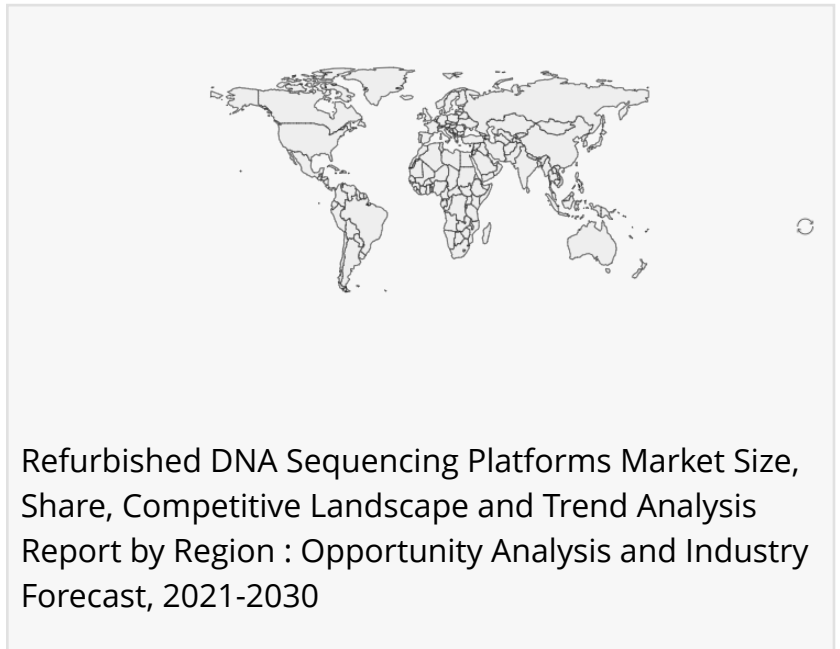 Refurbished DNA Sequencing Platforms Market Size,
Share, Competitive Landscape and Trend Analysis
Report by Region : Opportunity Analysis and Industry
Forecast, 2021-2030